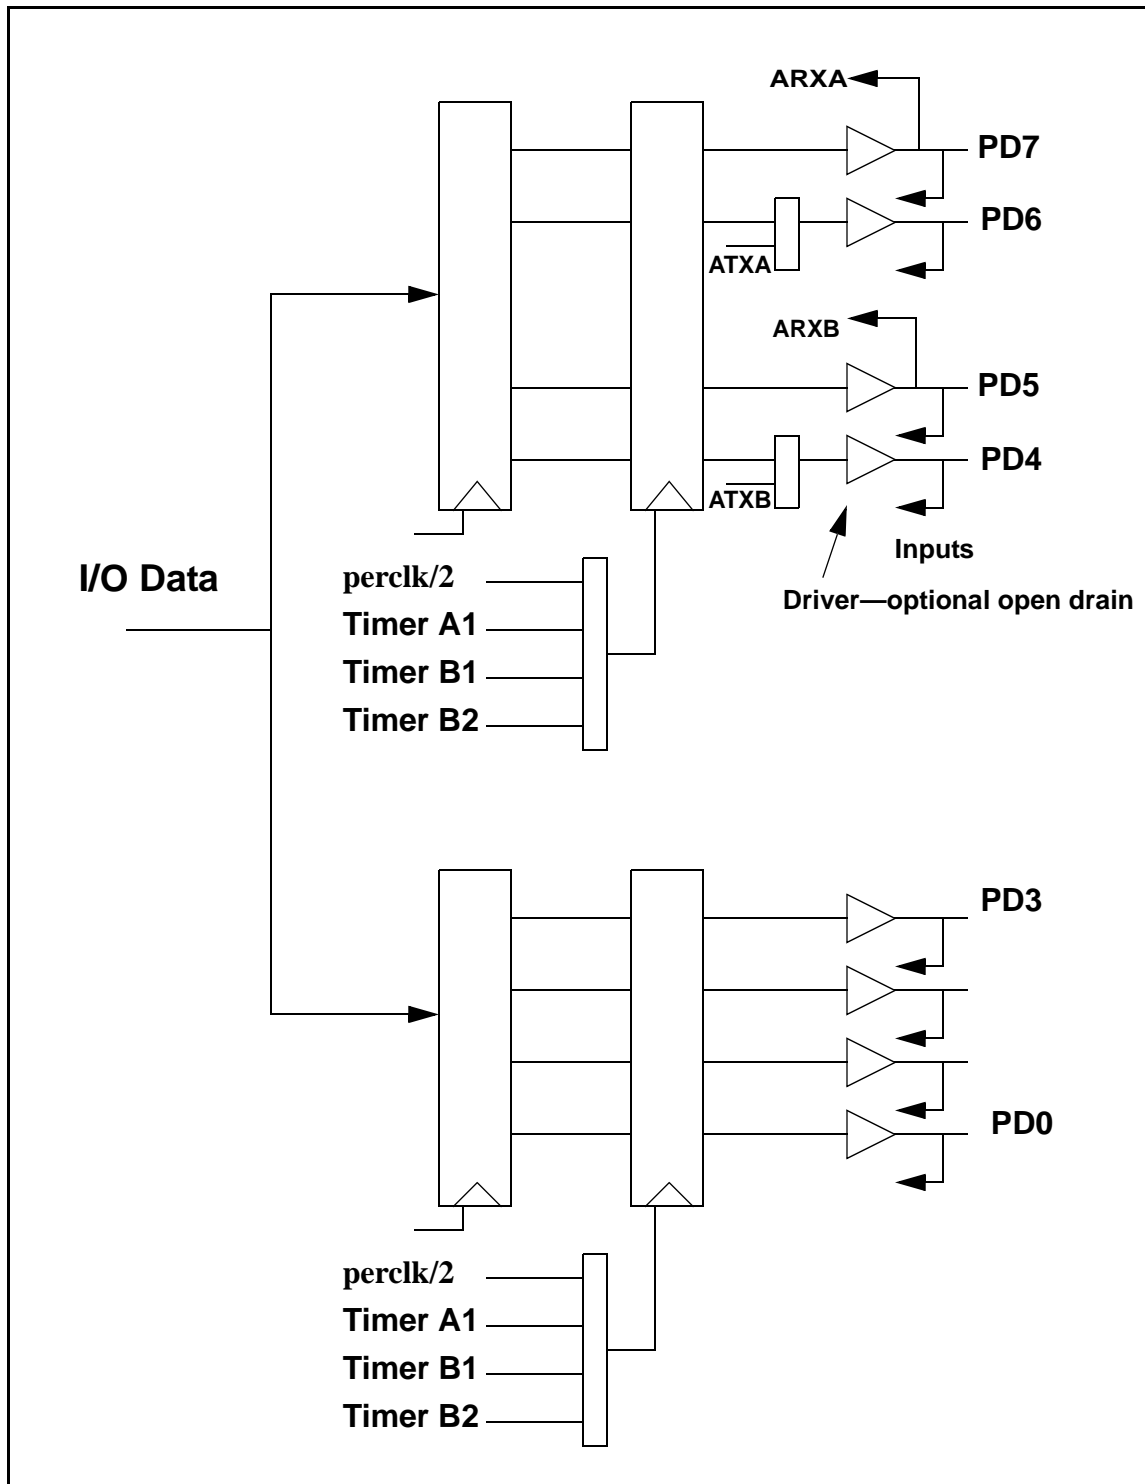 ARXA
PD7
PD6
ATXA
ARXB
PD5
PD4
ATXB
Inputs
Driver—optional open drain
I/O Data
perclk/2
Timer A1
Timer B1
Timer B2
PD3
PD0
perclk/2
Timer A1
Timer B1
Timer B2